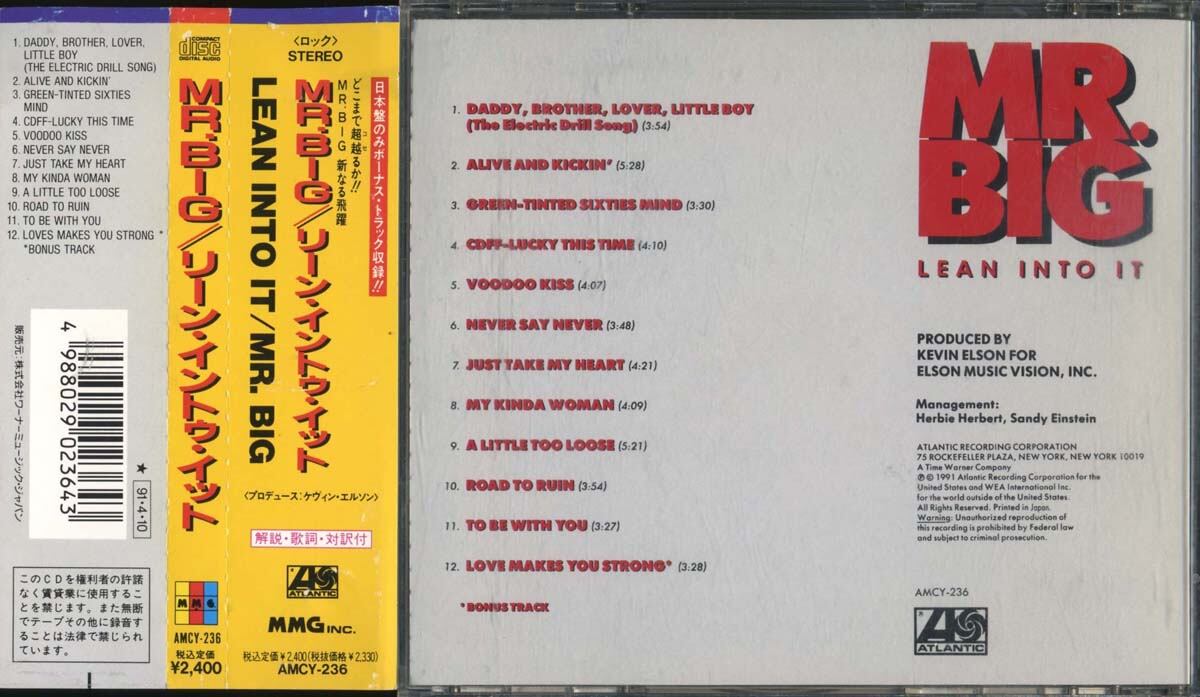 1. DADDY, BROTHER, LOVER,
LITTLE BOY
(THE ELECTRIC DRILL SONG)
2. ALIVE AND KICKIN'
3. GREEN-TINTED SIXTIES
MIND
4. CDFF-LUCKY THIS TIME
5. VOODOO KISS
6. NEVER SAY NEVER
7. JUST TAKE MY HEART
8. MY KINDA WOMAN
9. A LITTLE TOO LOOSE
10. ROAD TO RUIN
11. TO BE WITH YOU
12. LOVES MAKES YOU STRONG *
*BONUS TRACK
4 988029 023643
販売元:株式会社ワーナーミュージック・ジャパン
★
91・4・10
このCDを権利者の許諾
なく賃貸業に使用するこ
とを禁じます。また無断
でテープその他に録音す
ることは法律で禁じられ
ています。
COMPACT
disc
DIGITAL AUDIO
MR.BIG/リーン・イントゥ・イット
M.M.G.
AMCY-236
税込定価
¥2,400
〈ロック〉
STEREO
日本盤のみボーナス・トラック収録!!
どこまで超越るか!!
コセ
MR.BIG 新たなる飛躍
MR.BIG/リーン・イントゥ・イット
LEAN INTO IT/MR. BIG
〈プロデュース:ケヴィン・エルソン〉
解説・歌詞・対訳付
ATLANTIC
MMG INC.
税込定価¥2,400(税抜価格¥2,330)
AMCY-236
1. DADDY, BROTHER, LOVER, LITTLE BOY
(The Electric Drill Song) (3:54)
2. ALIVE AND KICKIN' (5:28)
3. GREEN-TINTED SIXTIES MIND (3:30)
4. CDFF-LUCKY THIS TIME (4:10)
5. VOODOO KISS (4:07)
6. NEVER SAY NEVER (3:48)
7. JUST TAKE MY HEART (4:21)
8. MY KINDA WOMAN (4:09)
9. A LITTLE TOO LOOSE (5:21)
10. ROAD TO RUIN (3:54)
11. TO BE WITH YOU (3:27)
12. LOVE MAKES YOU STRONG* (3:28)
*BONUS TRACK
MR.
BIG
LEAN INTO IT
PRODUCED BY
KEVIN ELSON FOR
ELSON MUSIC VISION, INC.
Management:
Herbie Herbert, Sandy Einstein
ATLANTIC RECORDING CORPORATION
75 ROCKEFELLER PLAZA, NEW YORK, NEW YORK 10019
A Time Warner Company
℗ © 1991 Atlantic Recording Corporation for the
United States and WEA International Inc.
for the world outside of the United States.
All Rights Reserved. Printed in Japan.
Warning: Unauthorized reproduction of
this recording is prohibited by Federal law
and subject to criminal prosecution.
AMCY-236
ATLANTIC